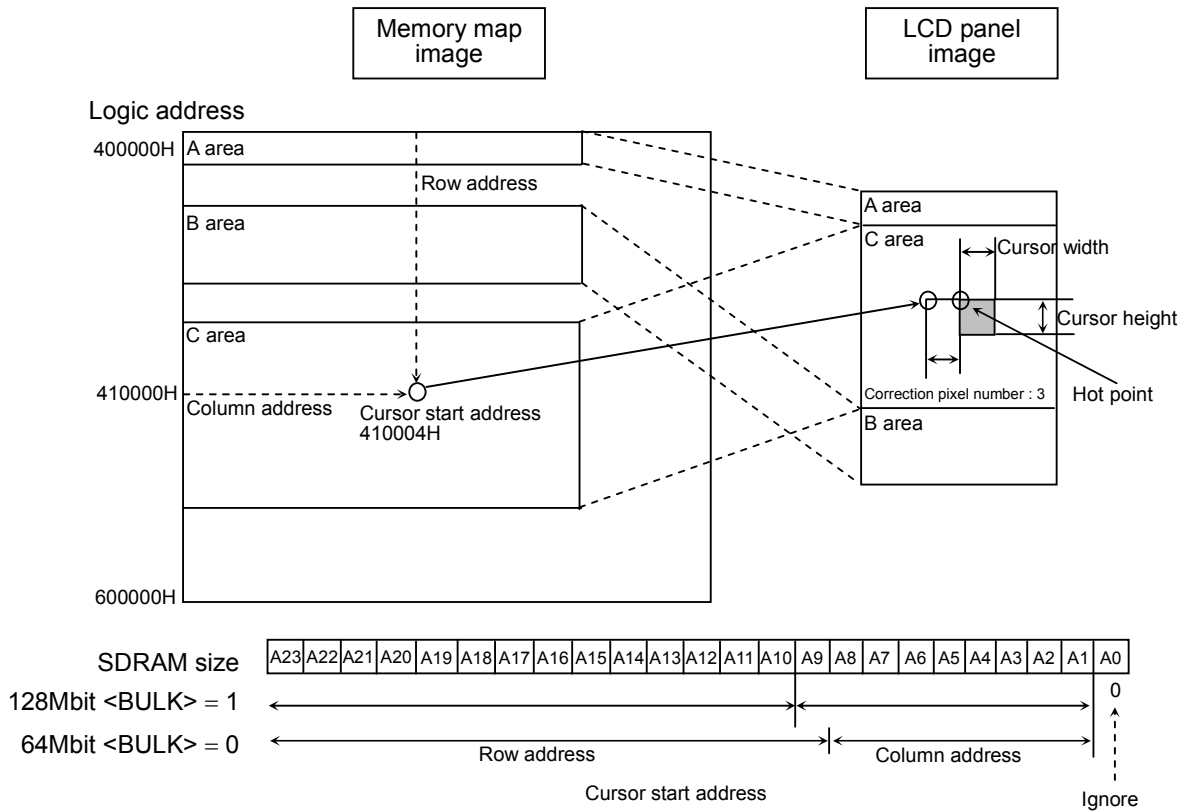 Memory map
image
LCD panel
image
Logic address
400000H
A area
Row address
B area
C area
410000H
Column address
Cursor start address
410004H
600000H
A area
C area
Cursor width
Cursor height
Correction pixel number : 3
Hot point
B area
SDRAM size
A23 A22 A21 A20 A19 A18 A17 A16 A15 A14 A13 A12 A11 A10 A9 A8 A7 A6 A5 A4 A3 A2 A1 A0
128Mbit <BULK> = 1
0
64Mbit <BULK> = 0
Row address
Column address
Cursor start address
Ignore